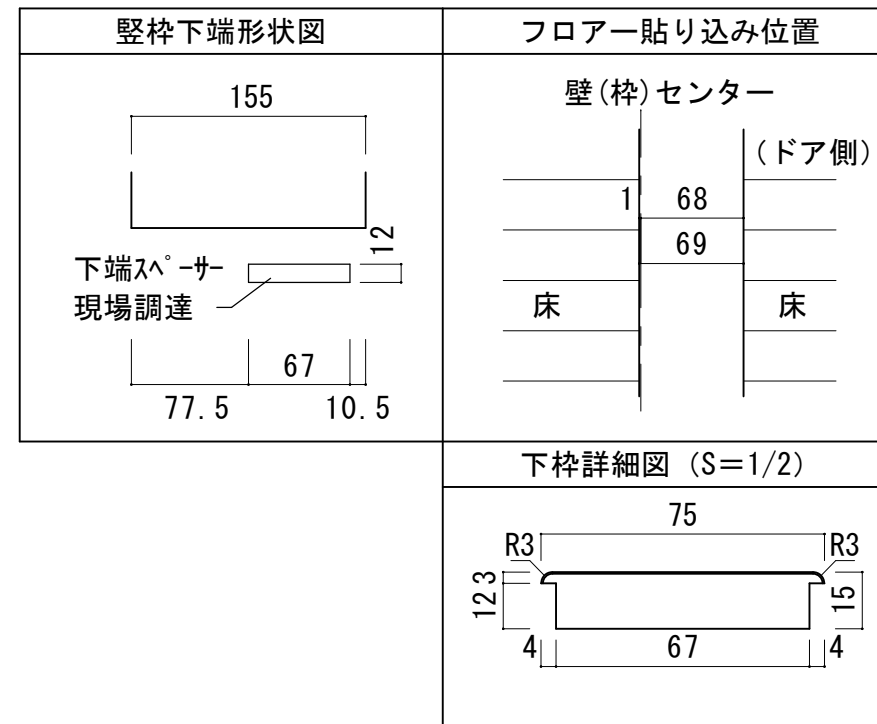 竪枠下端形状図
155
12
下端ｽﾍﾟｰｻｰ
現場調達
67
77.5
10.5
フロアー貼り込み位置
壁(枠)センター
(ドア側)
1
68
69
床
床
下枠詳細図 (S=1/2)
75
R3
R3
3
12
15
4
67
4